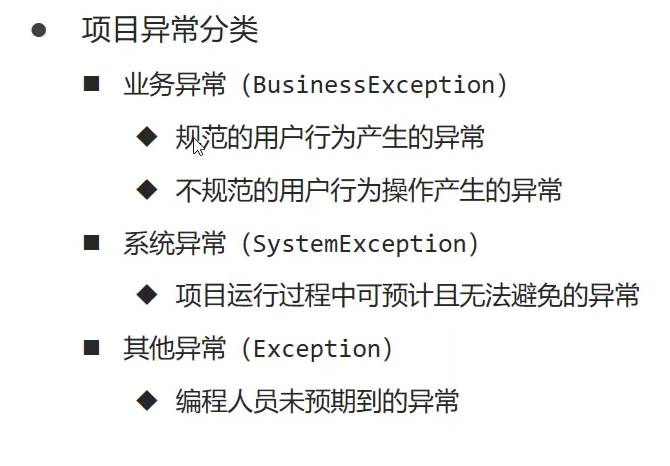 项目异常分类
业务异常（BusinessException）
规范的用户行为产生的异常
不规范的用户行为操作产生的异常
系统异常（SystemException）
项目运行过程中可预计且无法避免的异常
其他异常（Exception）
编程人员未预期到的异常